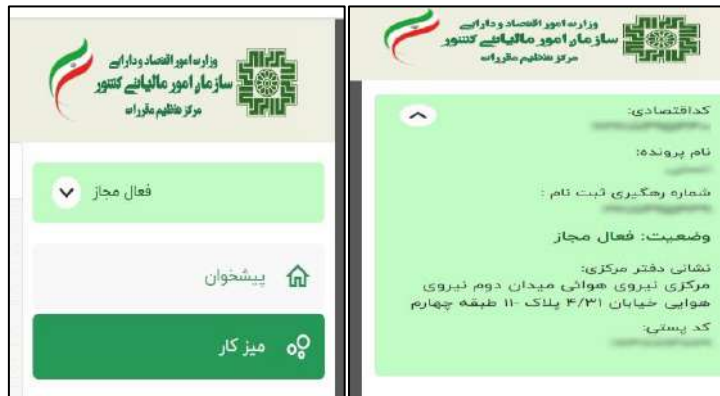 وزارت امور اقتصاد و دارایی
سازمان امور مالیاتی کشور
مرکز تنظیم مقررات
فعال مجاز
پیشخوان
میز کار
وزارت امور اقتصاد و دارایی
سازمان امور مالیاتی کشور
مرکز تنظیم مقررات
کداقتصادی:
نام پرونده:
شماره رهگیری ثبت نام :
وضعیت: فعال مجاز
نشانی دفتر مرکزی:
مرکزی نیروی هوائی میدان دوم نیروی
هوایی خیابان ۴/۳۱ پلاک -۱۱ طبقه چهارم
کد پستی: